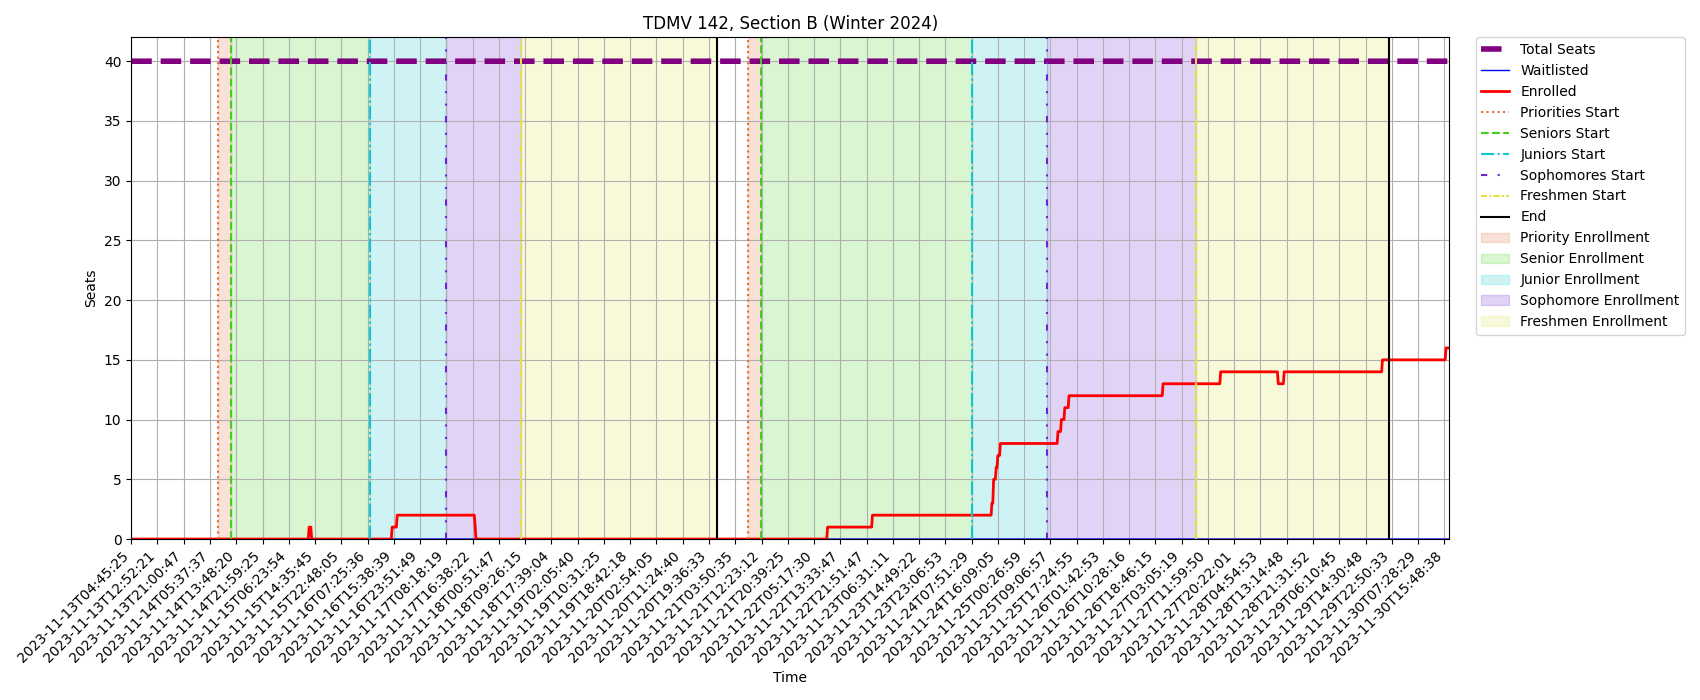 TDMV 142, Section B (Winter 2024)
Seats
40
35
30
25
20
15
10
5
0
2023-11-13T04:45:25
2023-11-13T12:52:21
2023-11-13T21:00:47
2023-11-14T05:37:37
2023-11-14T13:48:20
2023-11-14T21:59:25
2023-11-15T06:23:54
2023-11-15T14:35:45
2023-11-15T22:48:05
2023-11-16T07:25:36
2023-11-16T15:38:39
2023-11-16T23:51:49
2023-11-17T08:18:19
2023-11-17T16:38:22
2023-11-18T00:51:47
2023-11-18T09:26:15
2023-11-18T17:39:04
2023-11-19T02:05:40
2023-11-19T10:31:25
2023-11-19T18:42:18
2023-11-20T02:54:05
2023-11-20T11:24:40
2023-11-20T19:36:33
2023-11-21T03:50:35
2023-11-21T12:23:12
2023-11-21T20:39:25
2023-11-22T05:17:30
2023-11-22T13:33:47
2023-11-22T21:51:47
2023-11-23T06:31:11
2023-11-23T14:49:22
2023-11-23T23:06:53
2023-11-24T07:51:29
2023-11-24T16:09:05
2023-11-25T00:26:59
2023-11-25T09:06:57
2023-11-25T17:24:55
2023-11-26T01:42:53
2023-11-26T10:28:16
2023-11-26T18:46:15
2023-11-27T03:05:19
2023-11-27T11:59:50
2023-11-27T20:22:01
2023-11-28T04:54:53
2023-11-28T13:14:48
2023-11-28T21:31:52
2023-11-29T06:10:45
2023-11-29T14:30:48
2023-11-29T22:50:33
2023-11-30T07:28:29
2023-11-30T15:48:38
Time
Total Seats
Waitlisted
Enrolled
Priorities Start
Seniors Start
Juniors Start
Sophomores Start
Freshmen Start
End
Priority Enrollment
Senior Enrollment
Junior Enrollment
Sophomore Enrollment
Freshmen Enrollment